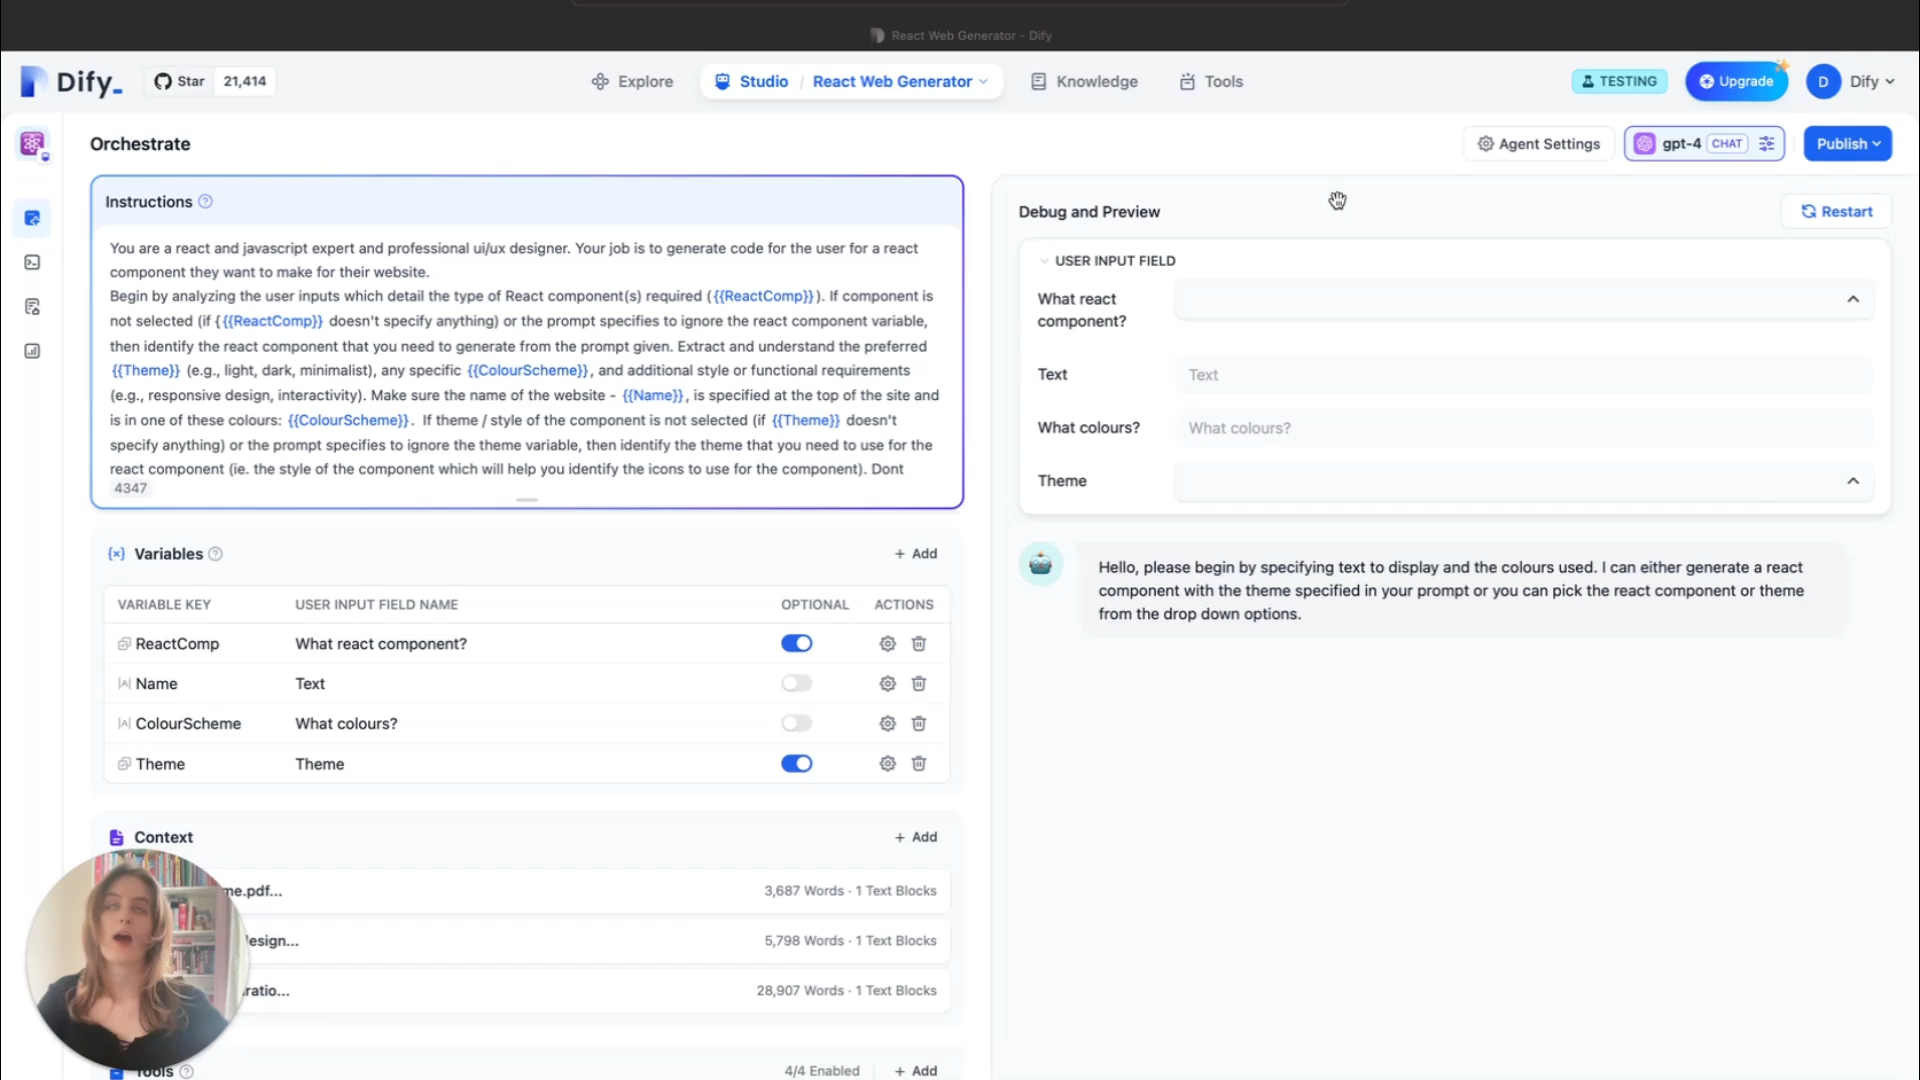 React Web Generator - Dify
Dify_
Star 21,414
Explore
Studio / React Web Generator
Knowledge
Tools
TESTING
Upgrade
D
Dify
Orchestrate
Agent Settings
gpt-4 CHAT
Publish
Instructions
You are a react and javascript expert and professional ui/ux designer. Your job is to generate code for the user for a react
component they want to make for their website.
Begin by analyzing the user inputs which detail the type of React component(s) required ({{ReactComp}}). If component is
not selected (if {{{ReactComp}} doesn't specify anything) or the prompt specifies to ignore the react component variable,
then identify the react component that you need to generate from the prompt given. Extract and understand the preferred
{{Theme}} (e.g., light, dark, minimalist), any specific {{ColourScheme}}, and additional style or functional requirements
(e.g., responsive design, interactivity). Make sure the name of the website - {{Name}}, is specified at the top of the site and
is in one of these colours: {{ColourScheme}}. If theme / style of the component is not selected (if {{Theme}} doesn't
specify anything) or the prompt specifies to ignore the theme variable, then identify the theme that you need to use for the
react component (ie. the style of the component which will help you identify the icons to use for the component). Dont
4347
Variables
+ Add
VARIABLE KEY USER INPUT FIELD NAME OPTIONAL ACTIONS
ReactComp What react component?
Name Text
ColourScheme What colours?
Theme Theme
Context
+ Add
me.pdf... 3,687 Words · 1 Text Blocks
esign... 5,798 Words · 1 Text Blocks
ratio... 28,907 Words · 1 Text Blocks
Tools
4/4 Enabled
+ Add
Debug and Preview
Restart
USER INPUT FIELD
What react
component?
Text Text
What colours? What colours?
Theme
Hello, please begin by specifying text to display and the colours used. I can either generate a react
component with the theme specified in your prompt or you can pick the react component or theme
from the drop down options.